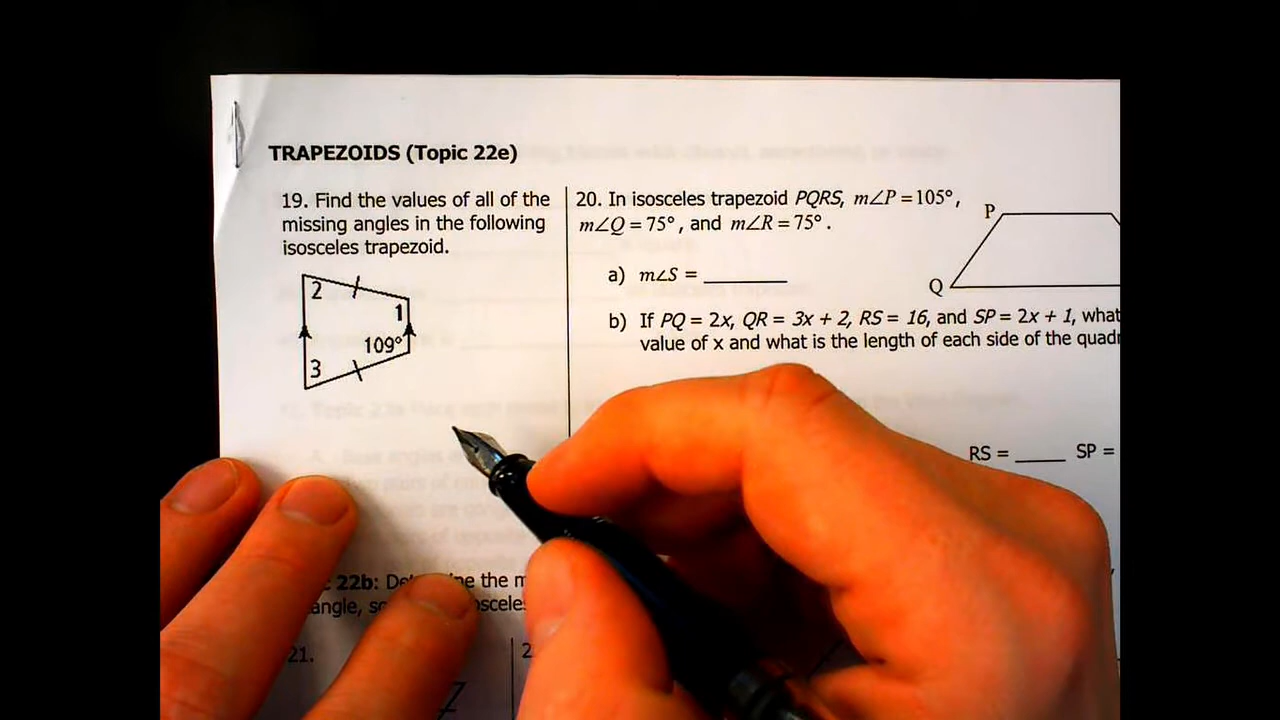 TRAPEZOIDS (Topic 22e)
19. Find the values of all of the
missing angles in the following
isosceles trapezoid.
2
1
109°
3
20. In isosceles trapezoid PQRS, m∠P = 105°,
m∠Q = 75°, and m∠R = 75°.
P
Q
a) m∠S = ________
b) If PQ = 2x, QR = 3x + 2, RS = 16, and SP = 2x + 1, what
value of x and what is the length of each side of the
RS = _____ SP =
22b: the
angle,
21.